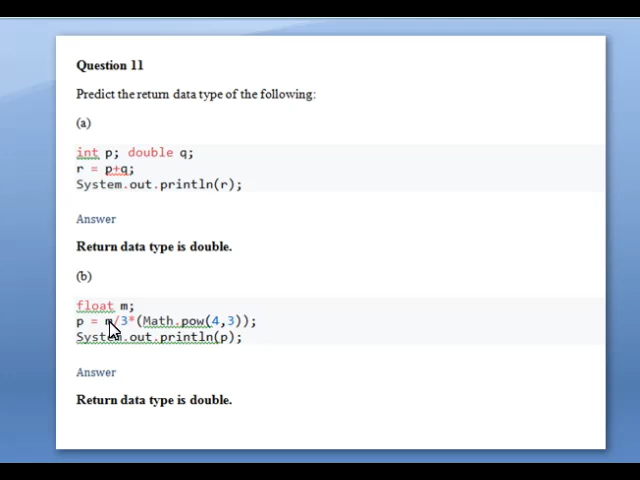 Question 11
Predict the return data type of the following:
(a)
int p; double q;
r = p+q;
System.out.println(r);
Answer
Return data type is double.
(b)
float m;
p = m/3*(Math.pow(4,3));
System.out.println(p);
Answer
Return data type is double.